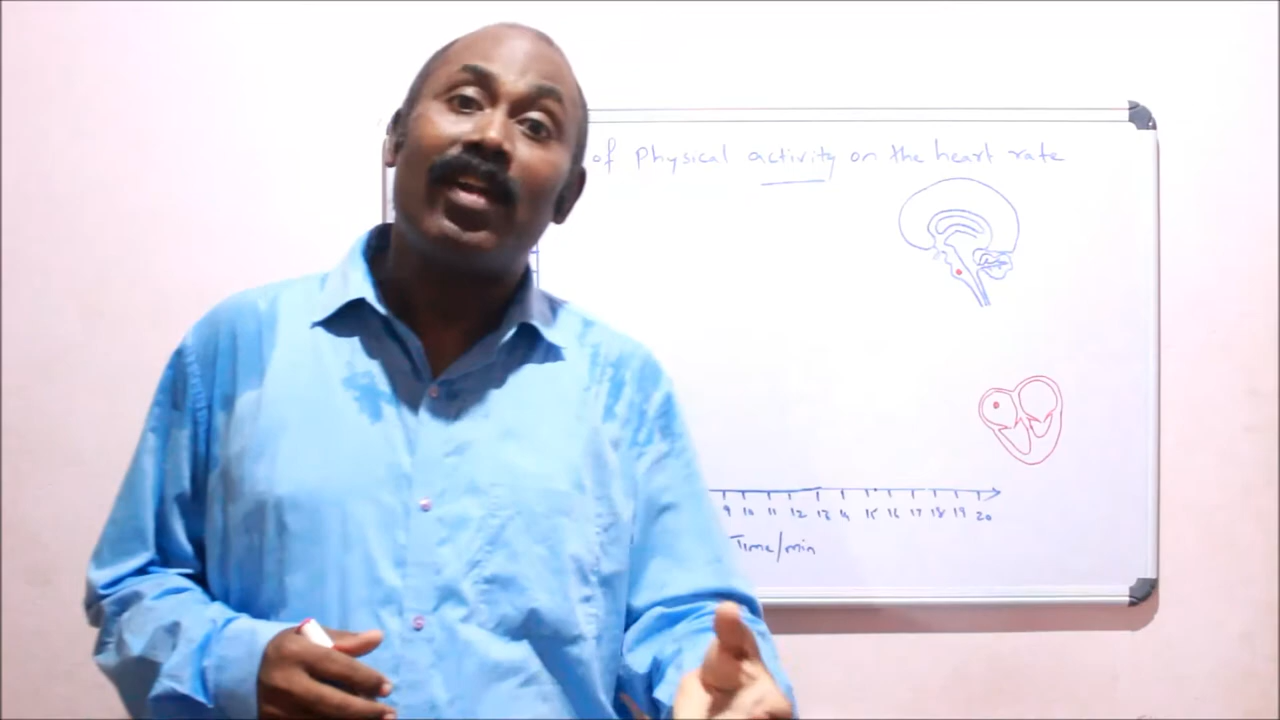 of Physical activity on the heart rate
9 10 11 12 13 14 15 16 17 18 19 20
Time/min